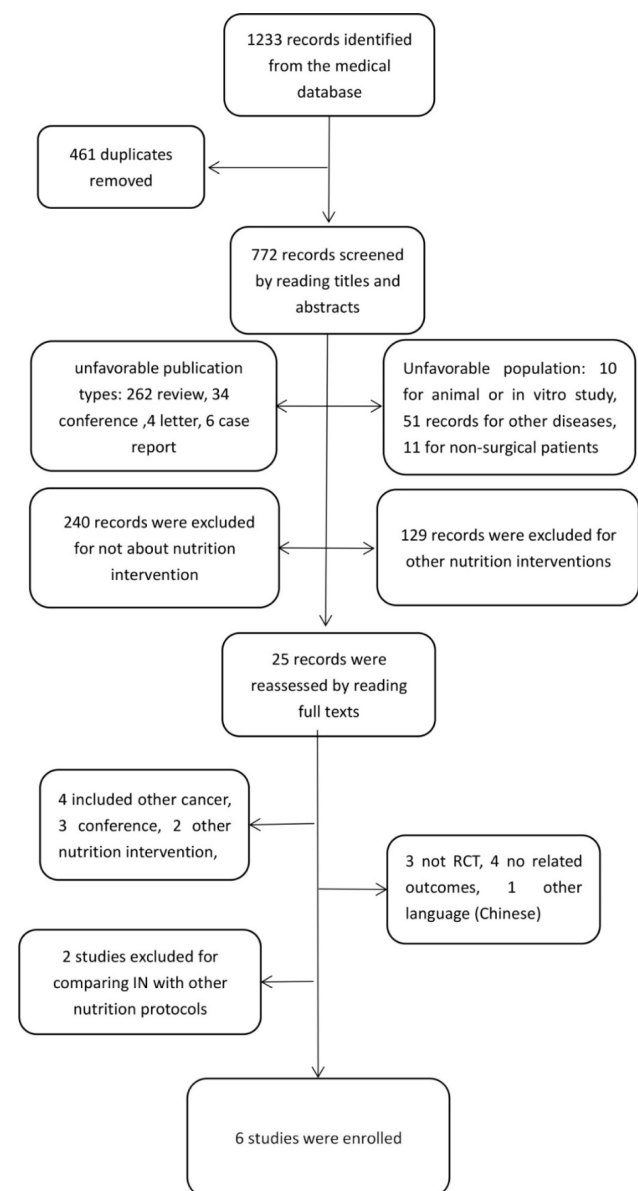 1233 records identified
from the medical
database
461 duplicates
removed
772 records screened
by reading titles and
abstracts
unfavorable publication
types: 262 review, 34
conference ,4 letter, 6 case
report
Unfavorable population: 10
for animal or in vitro study,
51 records for other diseases,
11 for non-surgical patients
240 records were excluded
for not about nutrition
intervention
129 records were excluded for
other nutrition interventions
25 records were
reassessed by reading
full texts
4 included other cancer,
3 conference, 2 other
nutrition intervention,
3 not RCT, 4 no related
outcomes, 1 other
language (Chinese)
2 studies excluded for
comparing IN with other
nutrition protocols
6 studies were enrolled